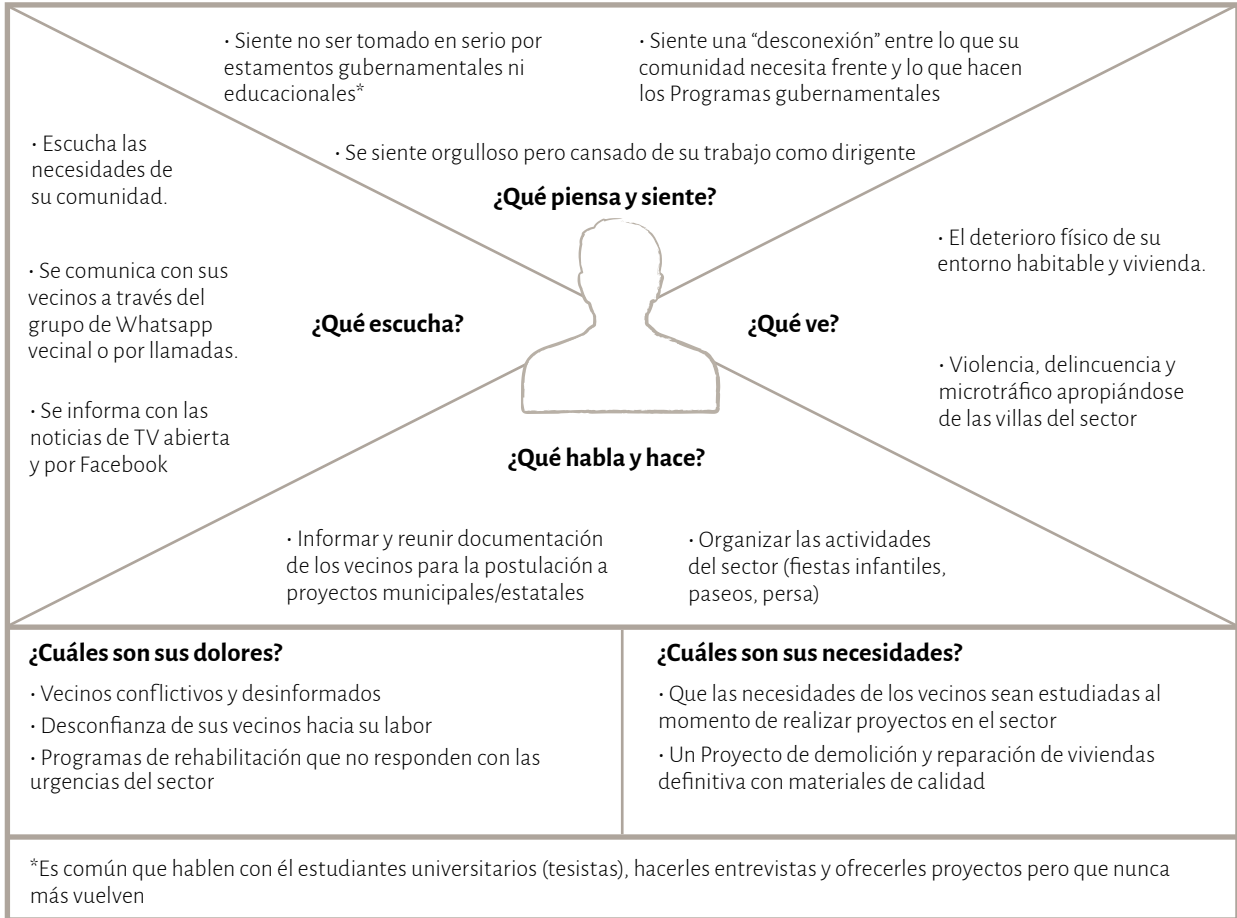 · Siente no ser tomado en serio por
estamentos gubernamentales ni
educacionales*
· Siente una “desconexión” entre lo que su
comunidad necesita frente y lo que hacen
los Programas gubernamentales
· Se siente orgulloso pero cansado de su trabajo como dirigente
¿Qué piensa y siente?
· Escucha las
necesidades de
su comunidad.
· Se comunica con sus
vecinos a través del
grupo de Whatsapp
vecinal o por llamadas.
· Se informa con las
noticias de TV abierta
y por Facebook
¿Qué escucha?
¿Qué ve?
· El deterioro físico de su
entorno habitable y vivienda.
· Violencia, delincuencia y
microtráfico apropiándose
de las villas del sector
¿Qué habla y hace?
· Informar y reunir documentación
de los vecinos para la postulación a
proyectos municipales/estatales
· Organizar las actividades
del sector (fiestas infantiles,
paseos, persa)
¿Cuáles son sus dolores?
· Vecinos conflictivos y desinformados
· Desconfianza de sus vecinos hacia su labor
· Programas de rehabilitación que no responden con las
urgencias del sector
¿Cuáles son sus necesidades?
· Que las necesidades de los vecinos sean estudiadas al
momento de realizar proyectos en el sector
· Un Proyecto de demolición y reparación de viviendas
definitiva con materiales de calidad
*Es común que hablen con él estudiantes universitarios (tesistas), hacerles entrevistas y ofrecerles proyectos pero que nunca
más vuelven